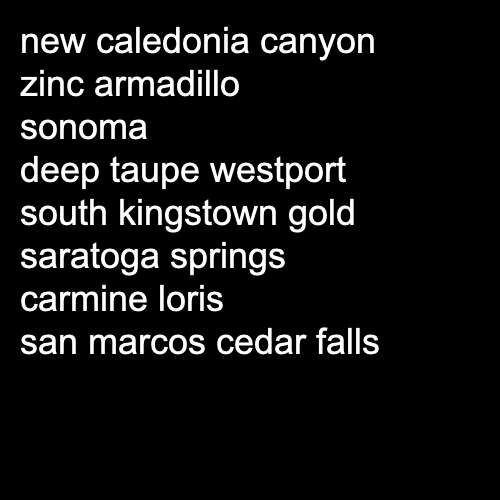 new caledonia canyon
zinc armadillo
sonoma
deep taupe westport
south kingstown gold
saratoga springs
carmine loris
san marcos cedar falls